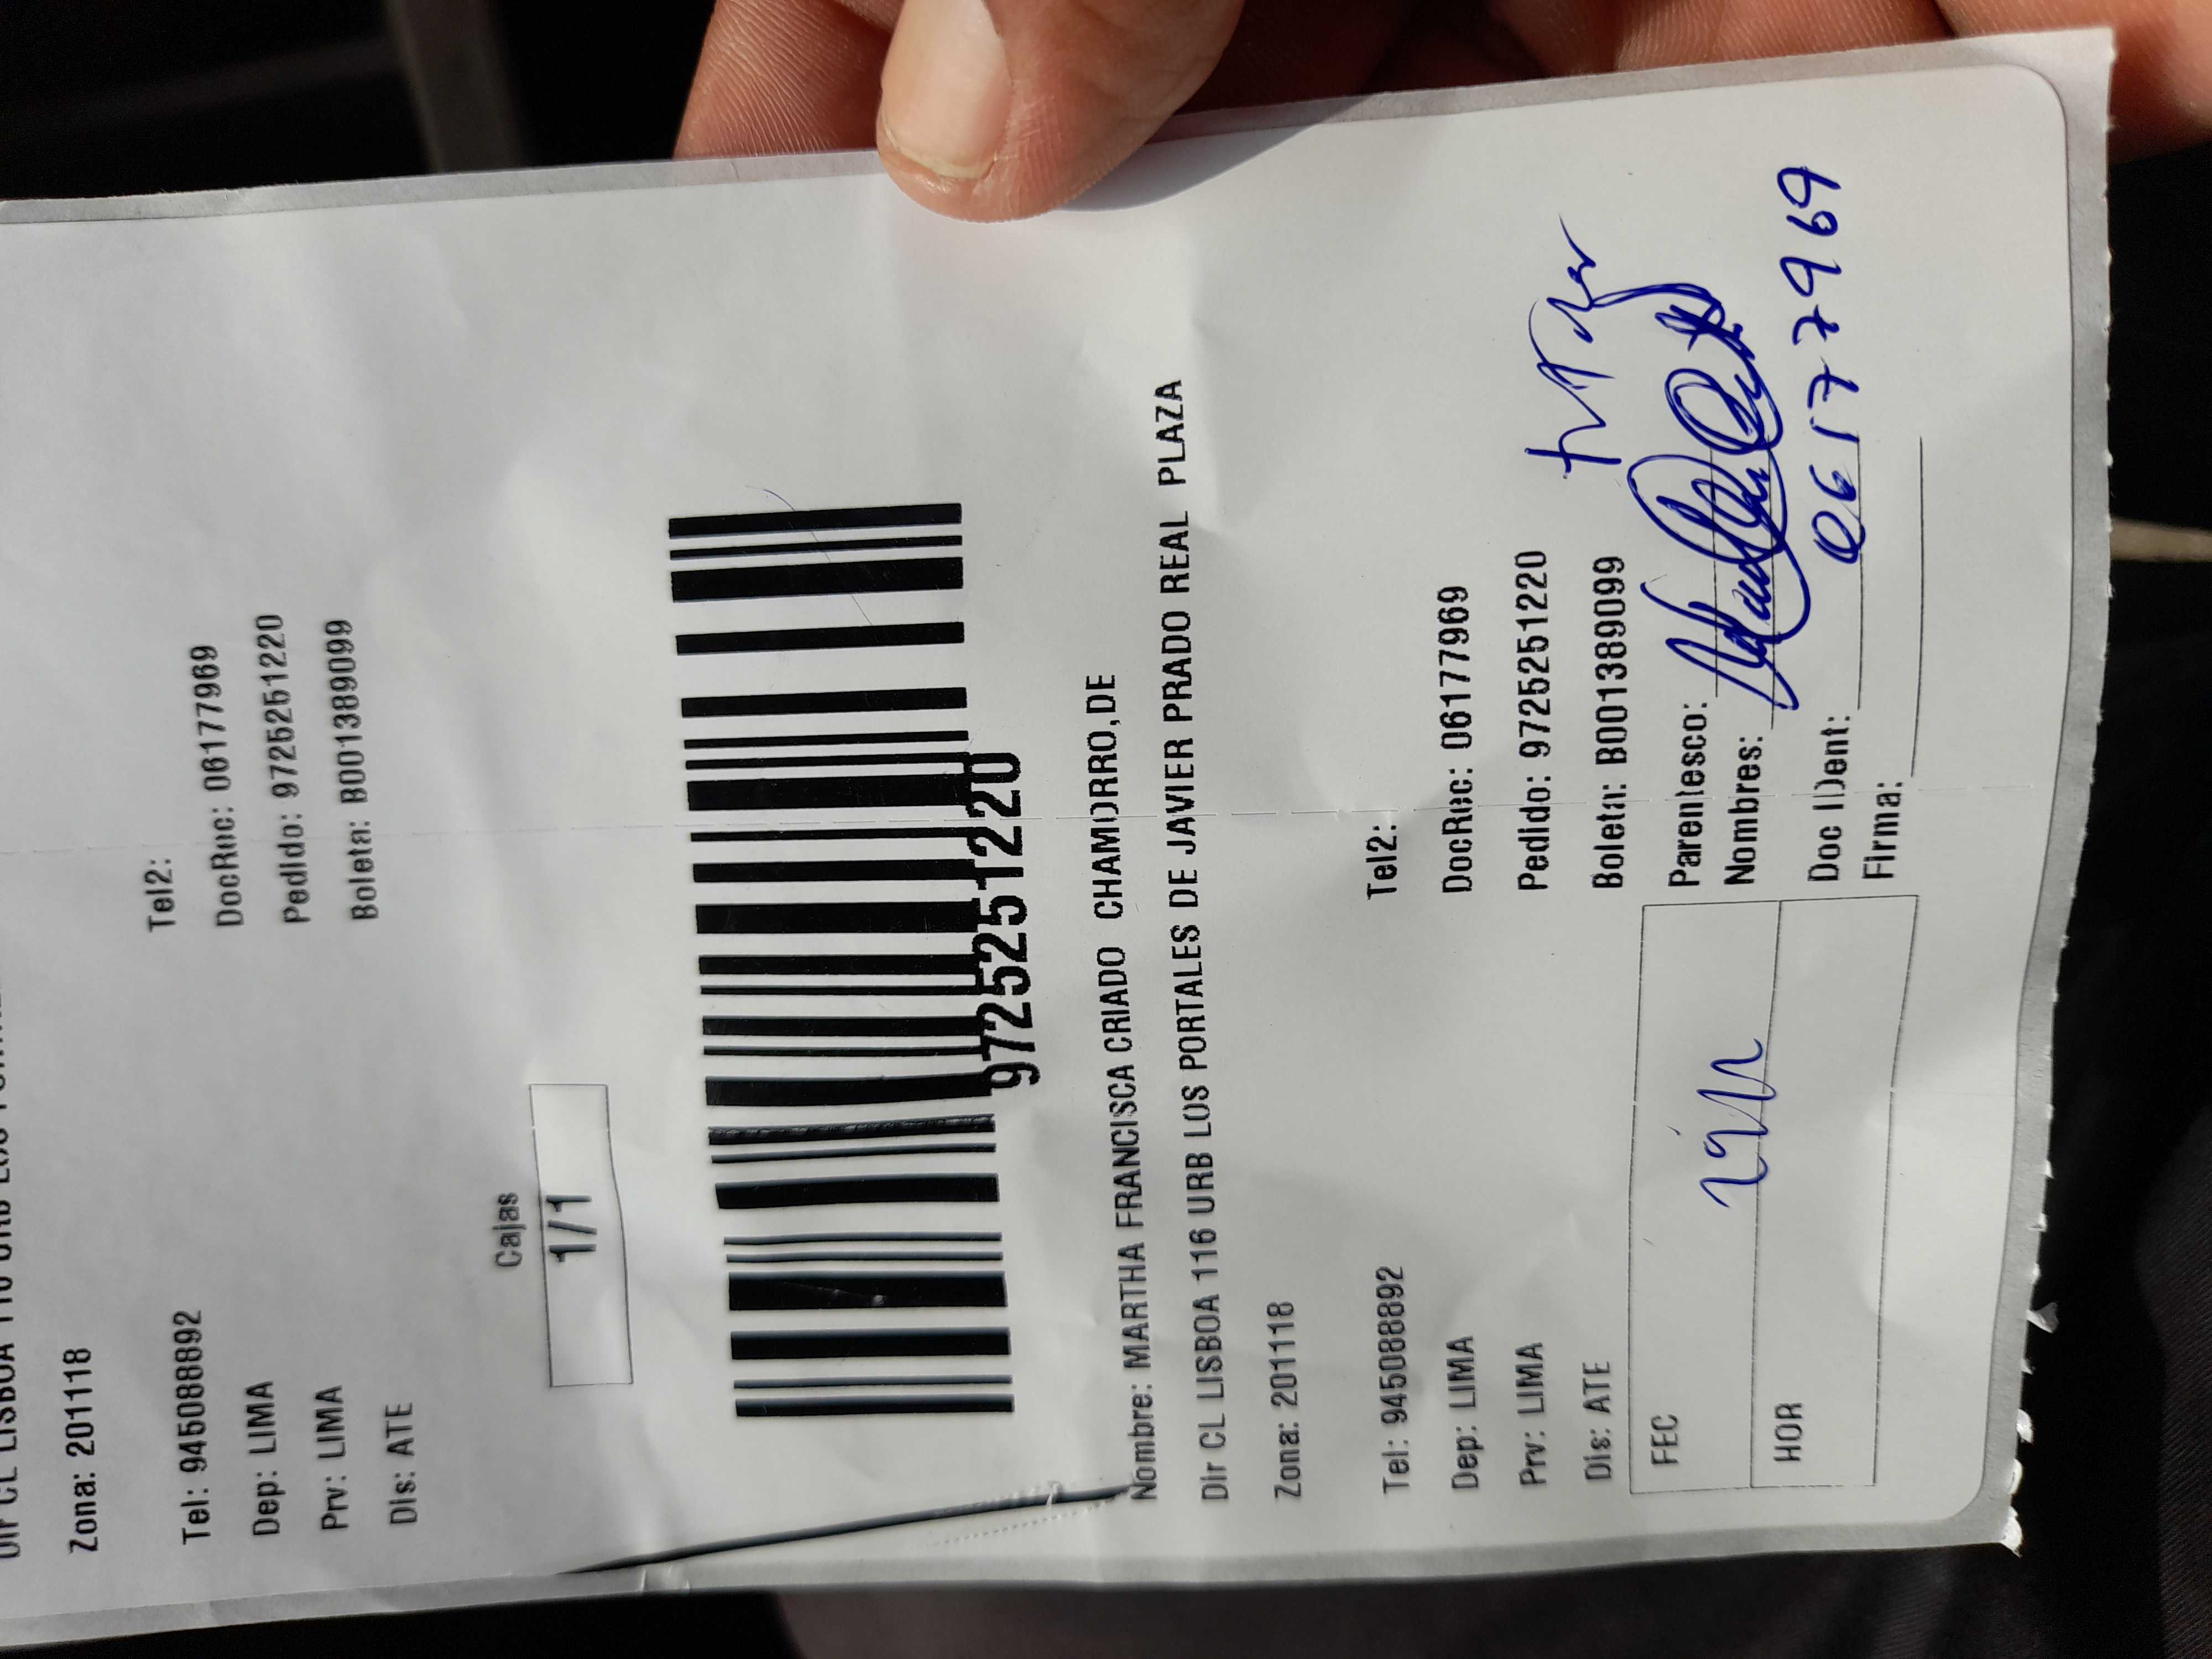 Zona: 201118
Tel: 945088892
Tel2:
Dep: LIMA
DocRuc: 06177969
Prv: LIMA
Pedido: 9725251220
Dis: ATE
Boleta: B001389099
Cajas
1/1
9725251220
Nombre: MARTHA FRANCISCA CRIADO CHAMORRO,DE
Dir CL LISBOA 116 URB LOS PORTALES DE JAVIER PRADO REAL PLAZA
Zona: 201118
Tel: 945088892
Tel2:
Dep: LIMA
DocRuc: 06177969
Prv: LIMA
Pedido: 9725251220
Dis: ATE
Boleta: B001389099
FEC
Parentesco:
Nombres:
HOR
Doc IDent: 06177969
Firma: